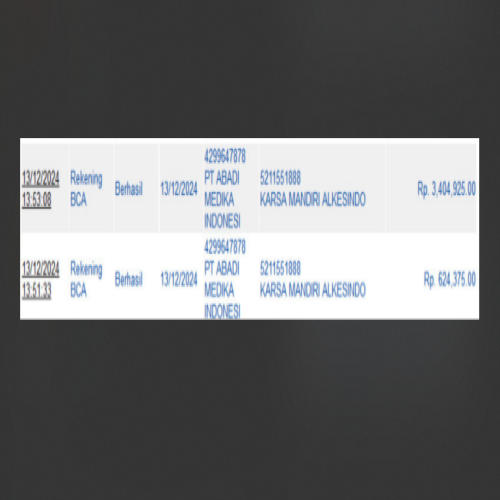 13/12/2024 13:53:08
Rekening BCA
Berhasil
13/12/2024
4299647878
PT ABADI
MEDIKA
INDONESI
5211551888
KARSA MANDIRI ALKESINDO
Rp. 3,404,925.00
13/12/2024 13:51:33
Rekening BCA
Berhasil
13/12/2024
4299647878
PT ABADI
MEDIKA
INDONESI
5211551888
KARSA MANDIRI ALKESINDO
Rp. 624,375.00